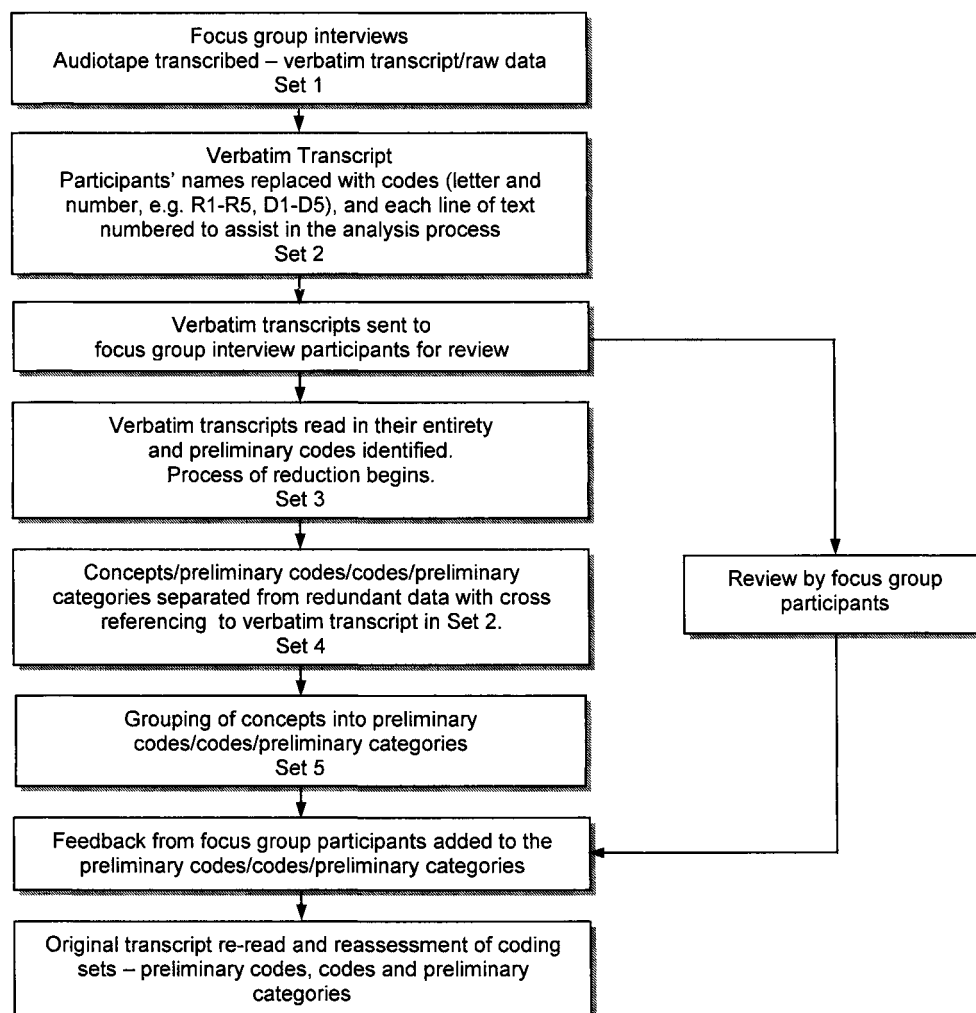 Focus group interviews
Audiotape transcribed – verbatim transcript/raw data
Set 1
Verbatim Transcript
Participants’ names replaced with codes (letter and
number, e.g. R1-R5, D1-D5), and each line of text
numbered to assist in the analysis process
Set 2
Verbatim transcripts sent to
focus group interview participants for review
Verbatim transcripts read in their entirety
and preliminary codes identified.
Process of reduction begins.
Set 3
Concepts/preliminary codes/codes/preliminary
categories separated from redundant data with cross
referencing to verbatim transcript in Set 2.
Set 4
Review by focus group
participants
Grouping of concepts into preliminary
codes/codes/preliminary categories
Set 5
Feedback from focus group participants added to the
preliminary codes/codes/preliminary categories
Original transcript re-read and reassessment of coding
sets – preliminary codes, codes and preliminary
categories